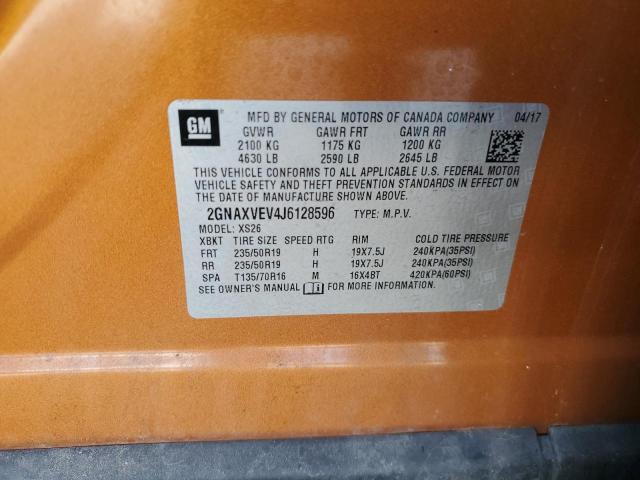 GM
MFD BY GENERAL MOTORS OF CANADA COMPANY 04/17
GVWR GAWR FRT GAWR RR
2100 KG 1175 KG 1200 KG
4630 LB 2590 LB 2645 LB
THIS VEHICLE CONFORMS TO ALL APPLICABLE U.S. FEDERAL MOTOR
VEHICLE SAFETY AND THEFT PREVENTION STANDARDS IN EFFECT ON
THE DATE OF MANUFACTURE SHOWN ABOVE.
2GNAXVEV4J6128596 TYPE: M.P.V.
MODEL: XS26
XBKT TIRE SIZE SPEED RTG RIM COLD TIRE PRESSURE
FRT 235/50R19 H 19X7.5J 240KPA(35PSI)
RR 235/50R19 H 19X7.5J 240KPA(35PSI)
SPA T135/70R16 M 16X4BT 420KPA(60PSI)
SEE OWNER'S MANUAL FOR MORE INFORMATION.